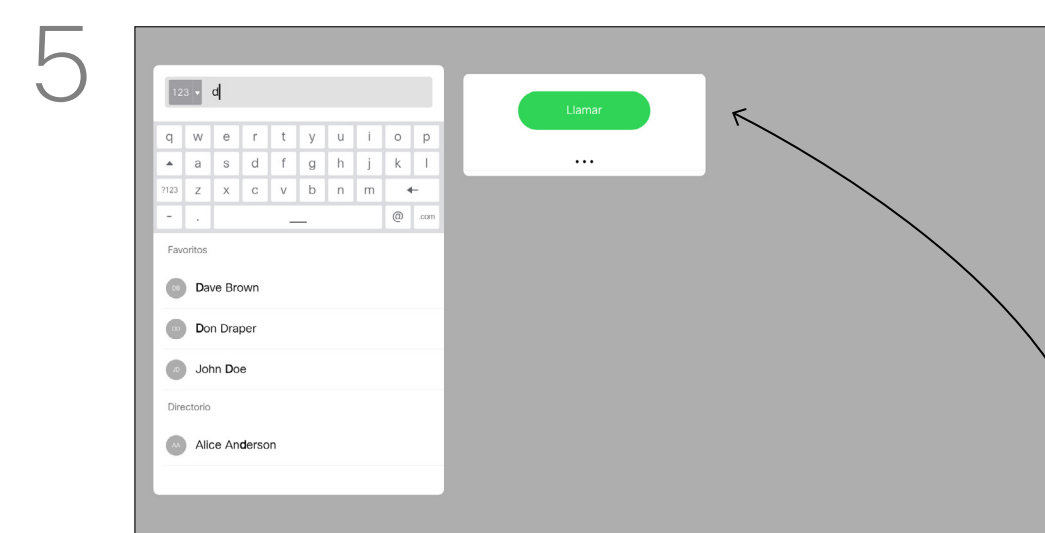 5
123 d
Llamar
q w e r t y u i o p
a s d f g h j k l
?123 z x c v b n m
- . @ .com
Favoritos
DB Dave Brown
DD Don Draper
JD John Doe
Directorio
AA Alice Anderson